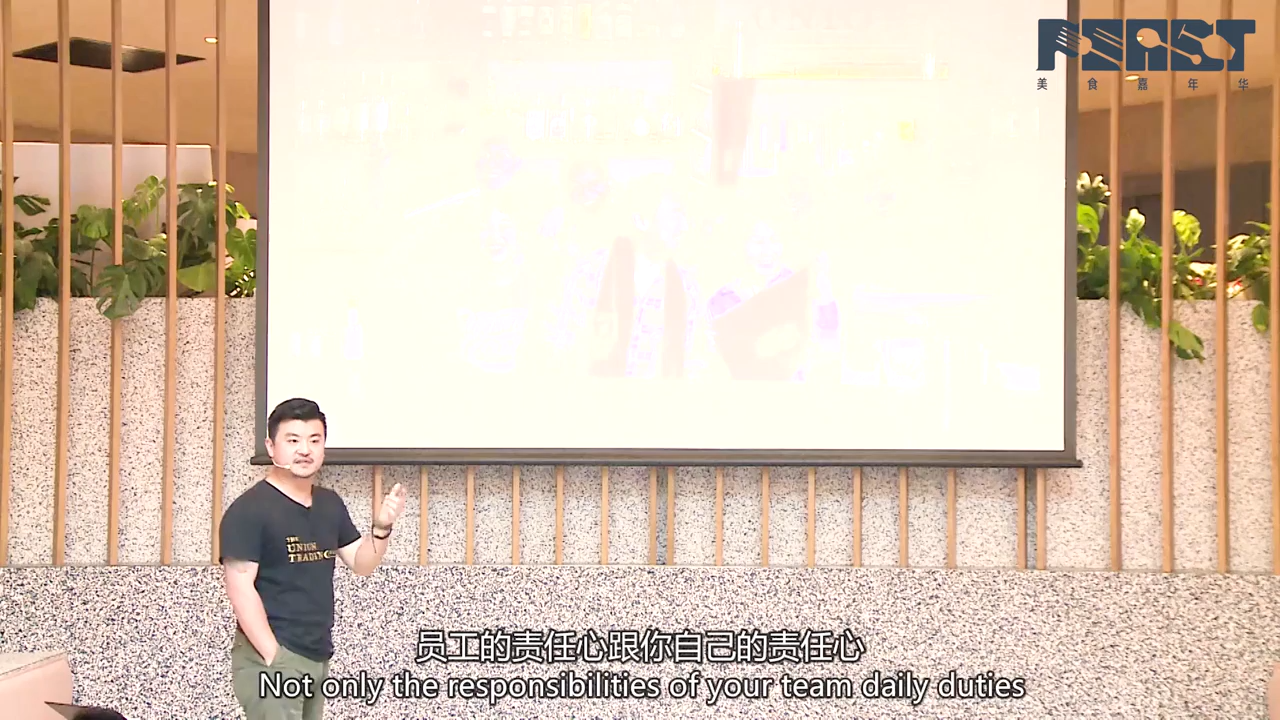 FEAST
美食嘉年华
THE
UNION
TRADING
员工的责任心跟你自己的责任心
Not only the responsibilities of your team daily duties